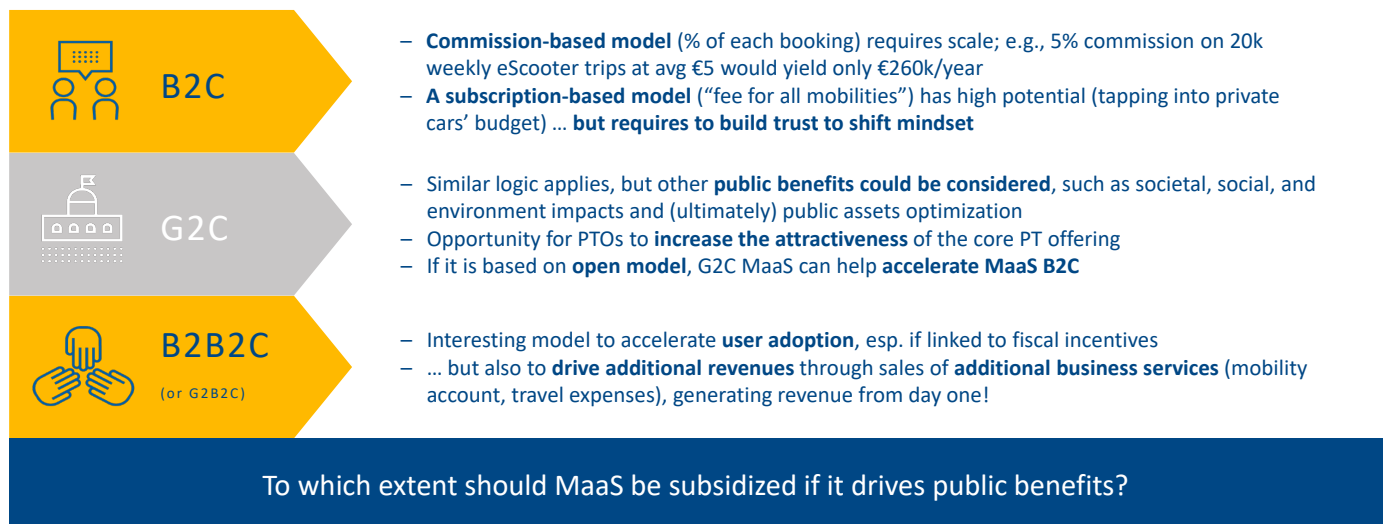 B2C
– Commission-based model (% of each booking) requires scale; e.g., 5% commission on 20k
weekly eScooter trips at avg €5 would yield only €260k/year
– A subscription-based model (“fee for all mobilities”) has high potential (tapping into private
cars’ budget) … but requires to build trust to shift mindset
G2C
– Similar logic applies, but other public benefits could be considered, such as societal, social, and
environment impacts and (ultimately) public assets optimization
– Opportunity for PTOs to increase the attractiveness of the core PT offering
– If it is based on open model, G2C MaaS can help accelerate MaaS B2C
B2B2C
(or G2B2C)
– Interesting model to accelerate user adoption, esp. if linked to fiscal incentives
– … but also to drive additional revenues through sales of additional business services (mobility
account, travel expenses), generating revenue from day one!
To which extent should MaaS be subsidized if it drives public benefits?